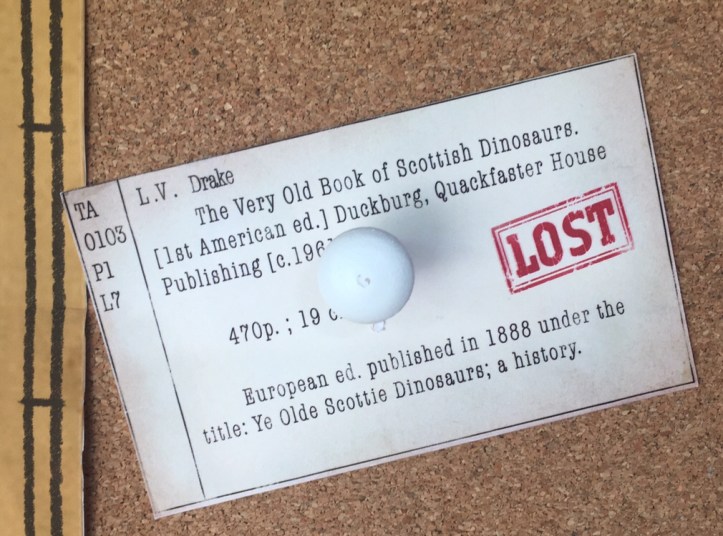 L.V. Drake
The Very Old Book of Scottish Dinosaurs.
[1st American ed.] Duckburg, Quackfaster House
Publishing [c.196
470p. ; 19 c
European ed. published in 1888 under the
title: Ye Olde Scottie Dinosaurs; a history.
TA
0103
P1
L7
LOST